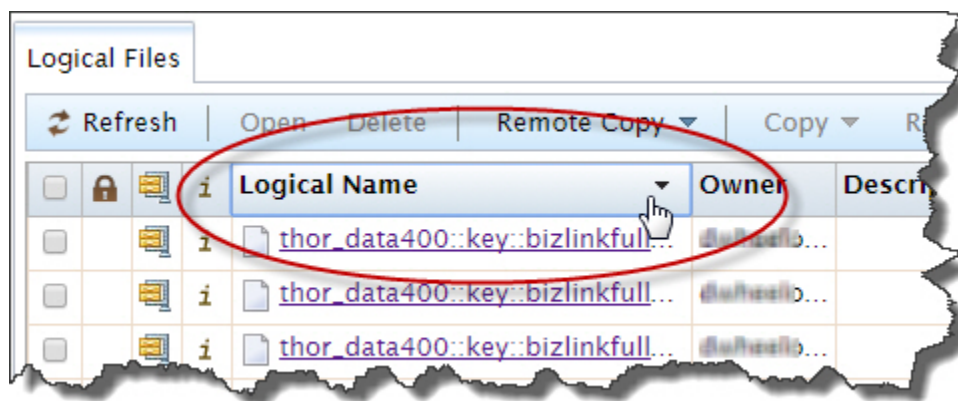 Logical Files
Refresh Open Delete Remote Copy Copy R
i Logical Name Owner Descrip
i thor_data400::key::bizlinkfull...
i thor_data400::key::bizlinkfull...
i thor_data400::key::bizlinkfull...